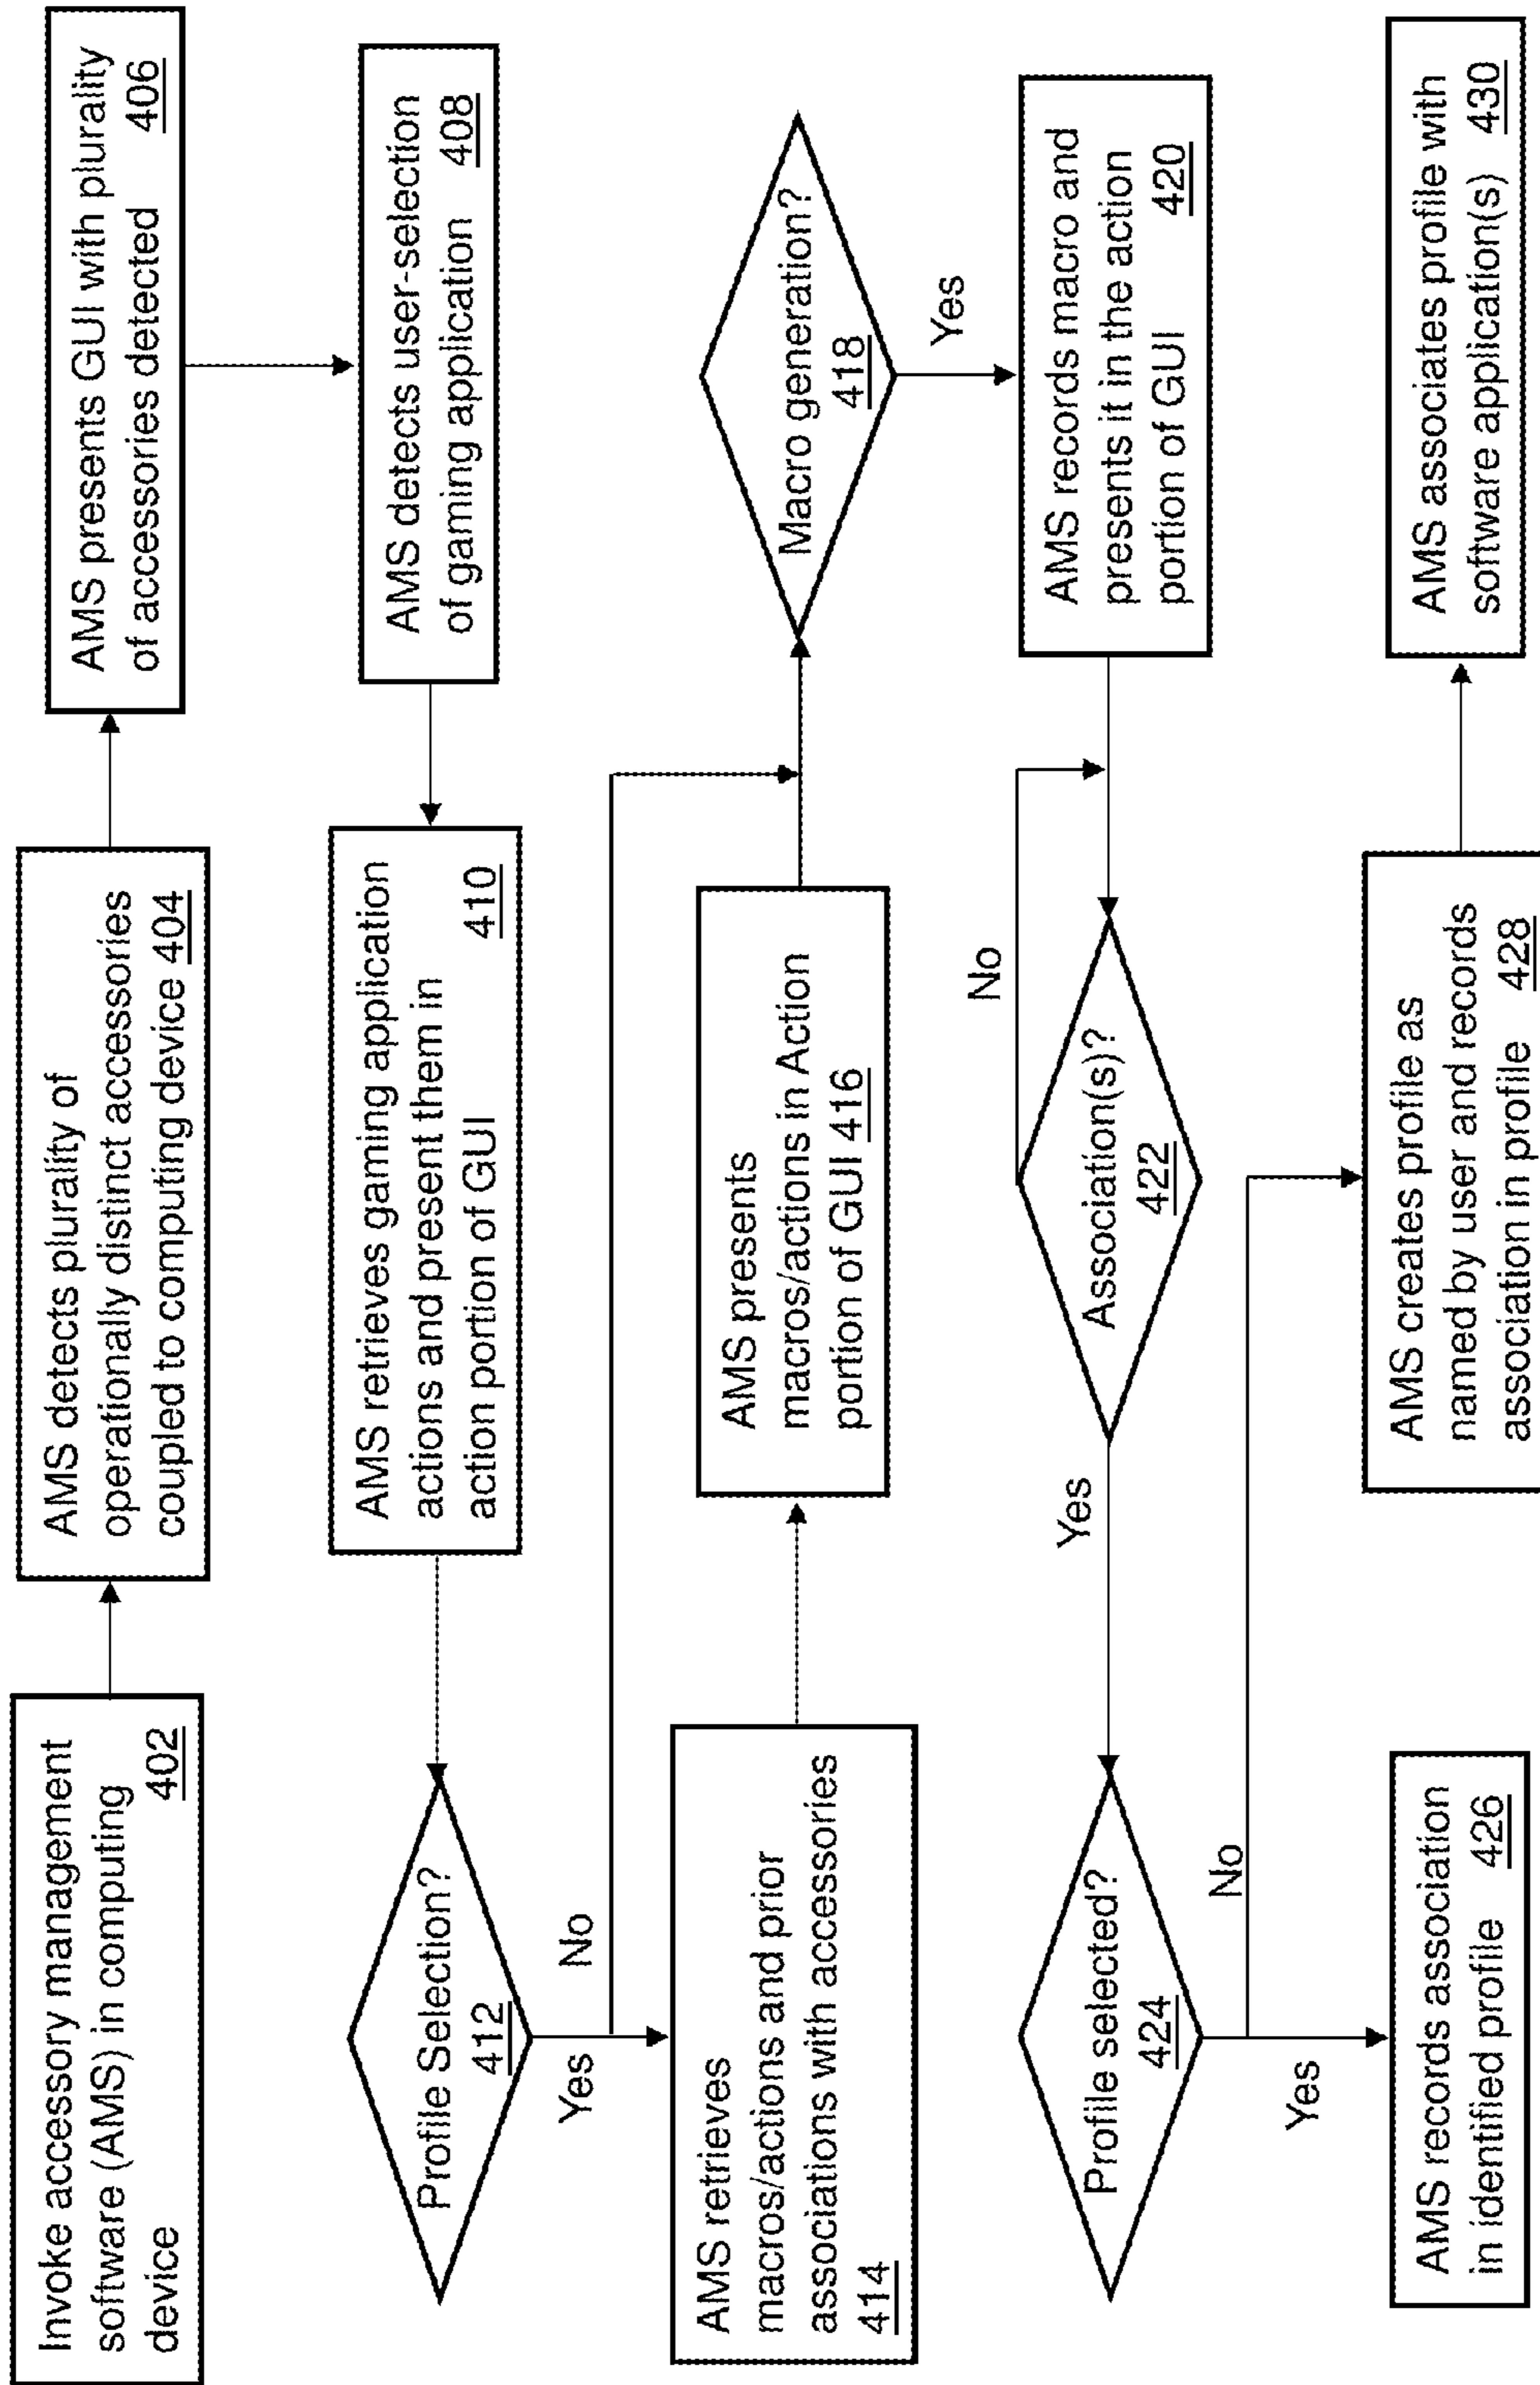 Invoke accessory management
software (AMS) in computing
device 402
AMS detects plurality of
operationally distinct accessories
coupled to computing device 404
AMS presents GUI with plurality
of accessories detected 406
AMS detects user-selection
of gaming application 408
AMS retrieves gaming application
actions and present them in
action portion of GUI 410
Profile Selection?
412
Yes
No
AMS retrieves
macros/actions and prior
associations with accessories
414
AMS presents
macros/actions in Action
portion of GUI 416
Macro generation?
418
Yes
AMS records macro and
presents it in the action
portion of GUI 420
Association(s)?
422
No
Yes
Profile selected?
424
Yes
No
AMS records association
in identified profile 426
AMS creates profile as
named by user and records
association in profile 428
AMS associates profile with
software application(s) 430